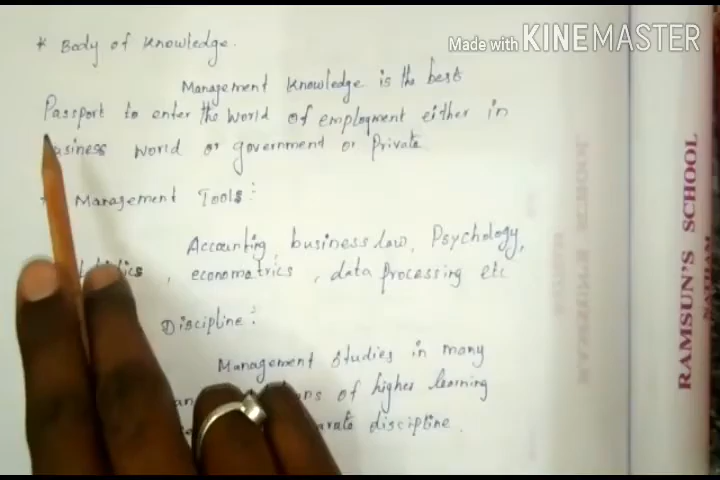 Made with KINEMASTER
* Body of knowledge.
Management knowledge is the best
Passport to enter the world of employment either in
business world or government or Private
* Management Tools:
Accounting, business law, Psychology,
, econometrics, data processing etc
Discipline:
Management studies in many
of higher learning
discipline.
RAMSUN'S SCHOOL
NATHAM